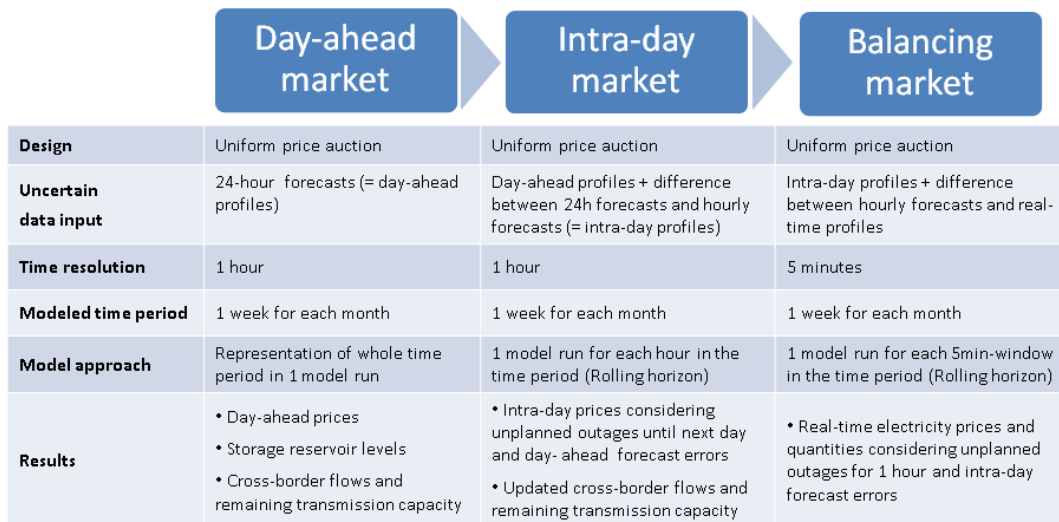 Day-ahead
market
Intra-day
market
Balancing
market
Design
Uniform price auction
Uniform price auction
Uniform price auction
Uncertain
data input
24-hour forecasts (= day-ahead
profiles)
Day-ahead profiles + difference
between 24h forecasts and hourly
forecasts (= intra-day profiles)
Intra-day profiles + difference
between hourly forecasts and real-
time profiles
Time resolution
1 hour
1 hour
5 minutes
Modeled time period
1 week for each month
1 week for each month
1 week for each month
Model approach
Representation of whole time
period in 1 model run
1 model run for each hour in the
time period (Rolling horizon)
1 model run for each 5min-window
in the time period (Rolling horizon)
Results
• Day-ahead prices
• Storage reservoir levels
• Cross-border flows and
remaining transmission capacity
• Intra-day prices considering
unplanned outages until next day
and day- ahead forecast errors
• Updated cross-border flows and
remaining transmission capacity
• Real-time electricity prices and
quantities considering unplanned
outages for 1 hour and intra-day
forecast errors